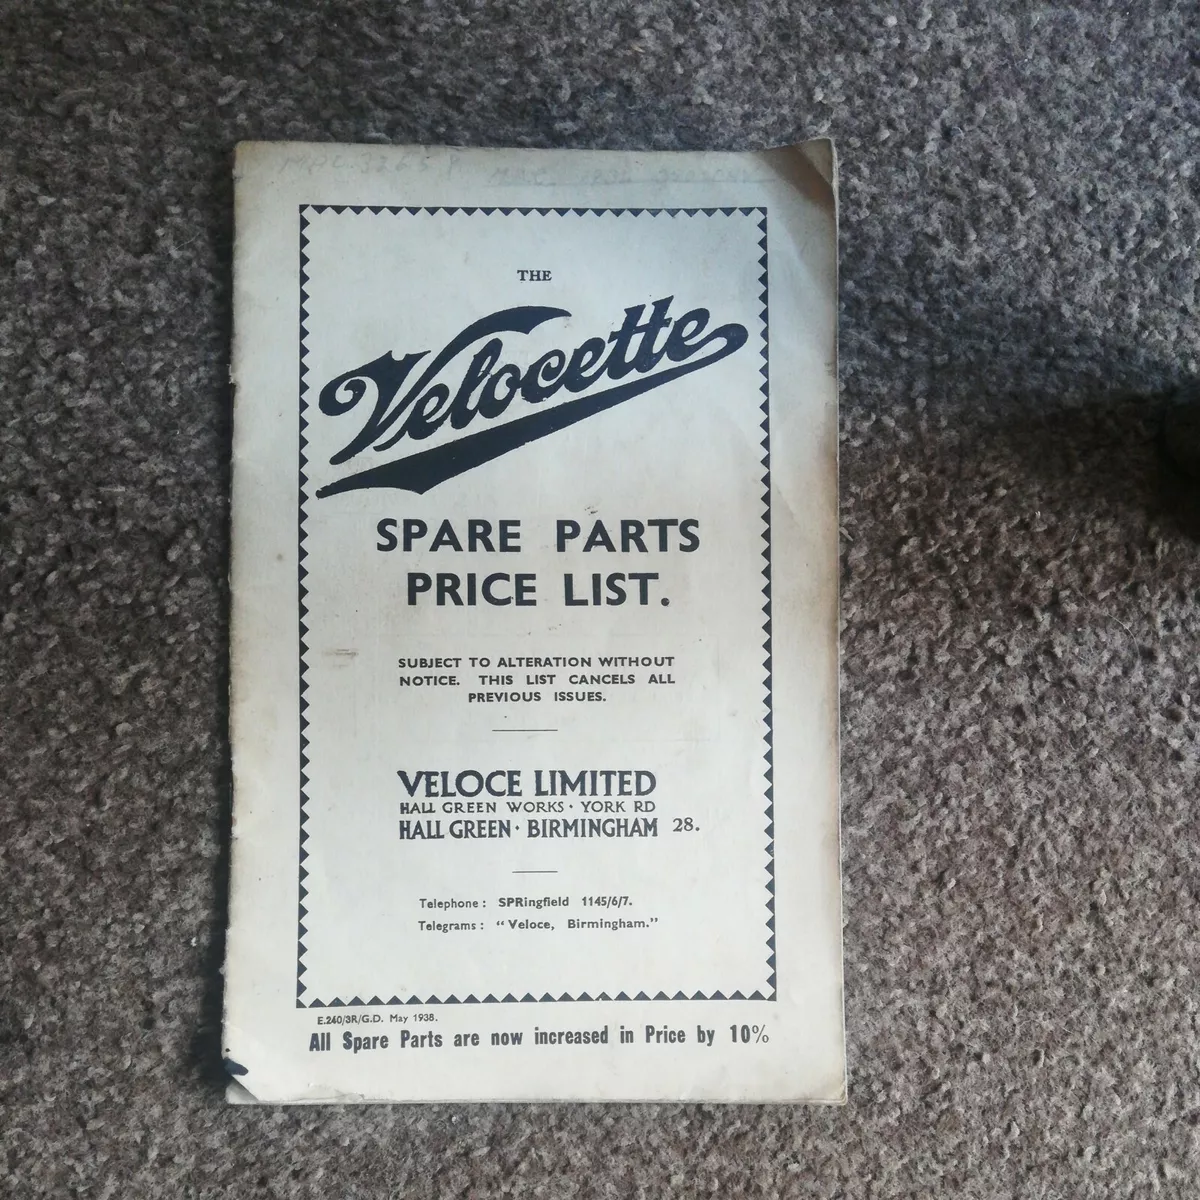 THE
Velocette
SPARE PARTS
PRICE LIST.
SUBJECT TO ALTERATION WITHOUT
NOTICE. THIS LIST CANCELS ALL
PREVIOUS ISSUES.
VELOCE LIMITED
HALL GREEN WORKS · YORK RD
HALL GREEN · BIRMINGHAM 28.
Telephone: SPRingfield 1145/6/7.
Telegrams: "Veloce, Birmingham."
E.240/3R/G.D. May 1938.
All Spare Parts are now increased in Price by 10%